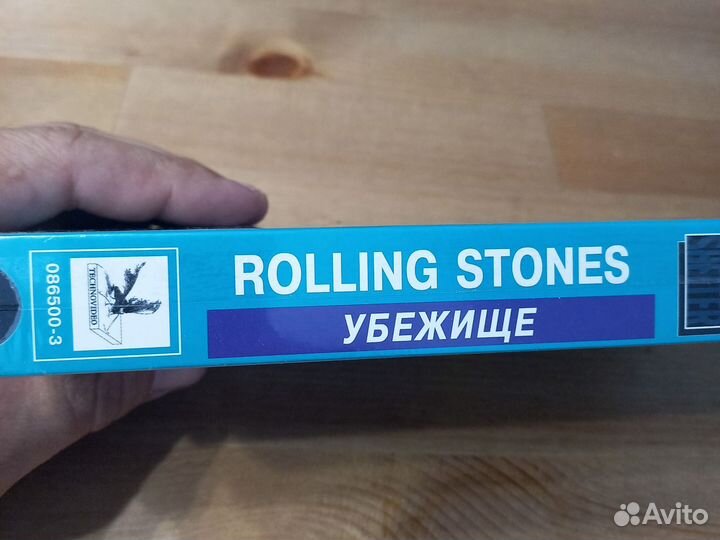 086500-3
TECHNOVIDEO
ROLLING STONES
УБЕЖИЩЕ
Avito